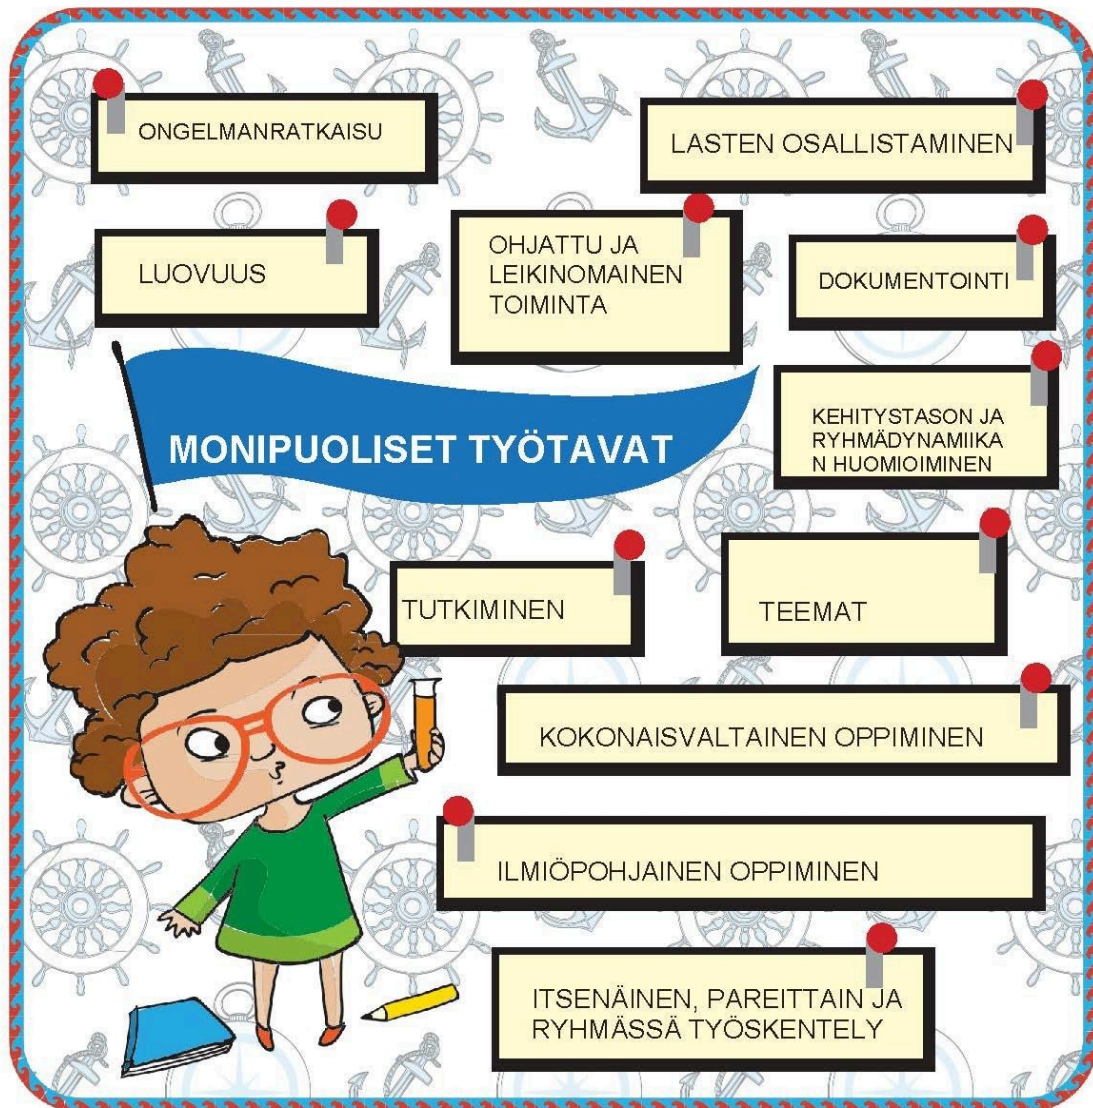 ONGELMANRATKAISU
LASTEN OSALLISTAMINEN
LUOVUUS
OHJATTU JA
LEIKINOMAINEN
TOIMINTA
DOKUMENTOINTI
MONIPUOLISET TYÖTAVAT
KEHITYSTASON JA
RYHMÄDYNAMIIKA
N HUOMIOIMINEN
TUTKIMINEN
TEEMAT
KOKONAISVALTAINEN OPPIMINEN
ILMIÖPOHJAINEN OPPIMINEN
ITSENÄINEN, PAREITTAIN JA
RYHMÄSSÄ TYÖSKENTELY